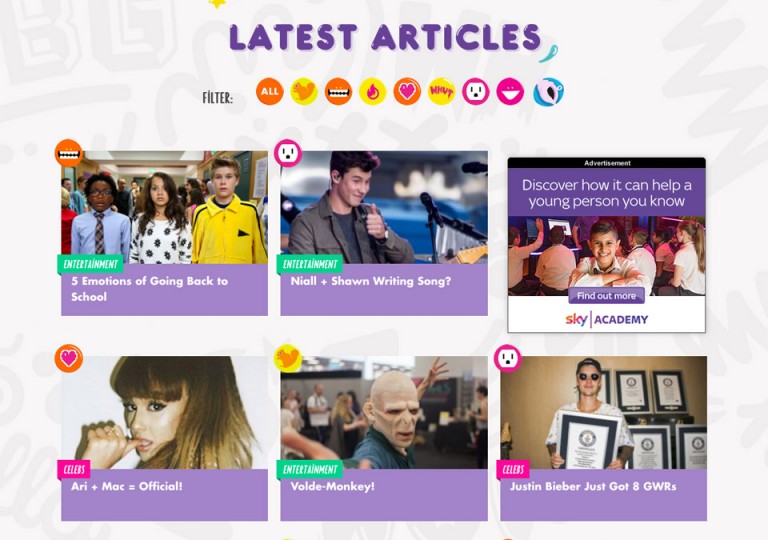 LATEST ARTICLES
FILTER:
ALL
WHUT
Advertisement
Discover how it can help a
young person you know
Find out more
sky ACADEMY
ENTERTAINMENT
5 Emotions of Going Back to
School
ENTERTAINMENT
Niall + Shawn Writing Song?
CELEBS
Ari + Mac = Official!
ENTERTAINMENT
Volde-Monkey!
CELEBS
Justin Bieber Just Got 8 GWRs